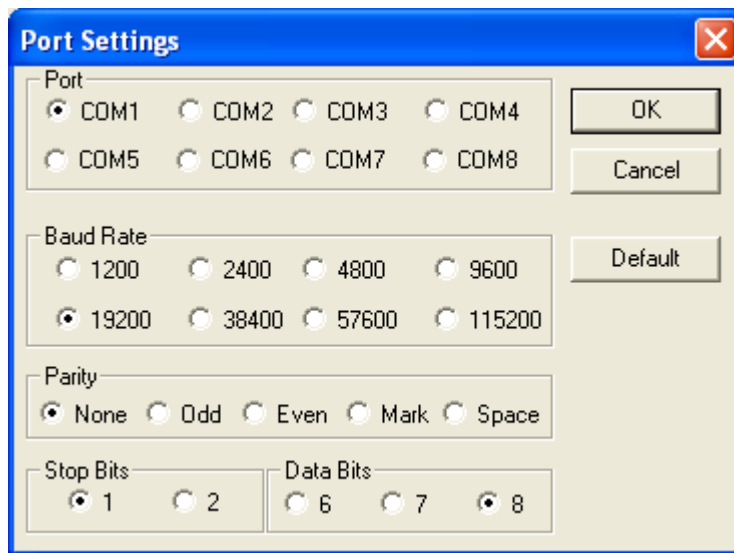 Port Settings
Port
COM1 COM2 COM3 COM4
COM5 COM6 COM7 COM8
OK
Cancel
Baud Rate
1200 2400 4800 9600
19200 38400 57600 115200
Default
Parity
None Odd Even Mark Space
Stop Bits
1 2
Data Bits
6 7 8